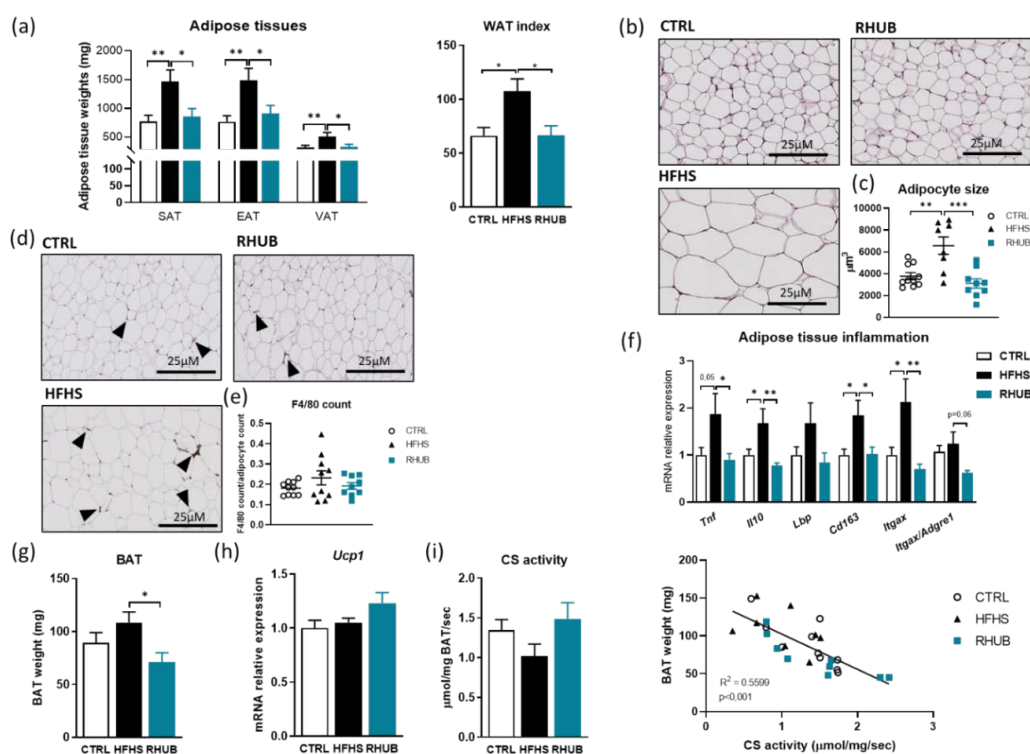 (a)
Adipose tissues
Adipose tissue weights (mg)
2000
1500
1000
500
100
50
0
** *
** *
** *
SAT EAT VAT
WAT index
150
100
50
0
* *
CTRL HFHS RHUB
(b)
CTRL
25µM
RHUB
25µM
HFHS
25µM
(c)
Adipocyte size
µm³
10000
8000
6000
4000
2000
0
** ***
CTRL
HFHS
RHUB
(d)
CTRL
25µM
RHUB
25µM
HFHS
25µM
(e)
F4/80 count
F4/80 count/adipocyte count
0.5
0.4
0.3
0.2
0.1
0.0
CTRL
HFHS
RHUB
(f)
Adipose tissue inflammation
mRNA relative expression
4
3
2
1
0
0.05 *
* **
* *
* **
p=0.06
CTRL
HFHS
RHUB
Tnf Il10 Lbp Cd163 Itgax Itgax/Adgre1
(g)
BAT
BAT weight (mg)
150
100
50
0
*
CTRL HFHS RHUB
(h)
Ucp1
mRNA relative expression
1.5
1.0
0.5
0.0
CTRL HFHS RHUB
(i)
CS activity
µmol/mg BAT/sec
2.0
1.5
1.0
0.5
0.0
CTRL HFHS RHUB
BAT weight (mg)
200
150
100
50
0
R² = 0.5599
p<,001
0 1 2 3
CS activity (µmol/mg/sec)
CTRL
HFHS
RHUB